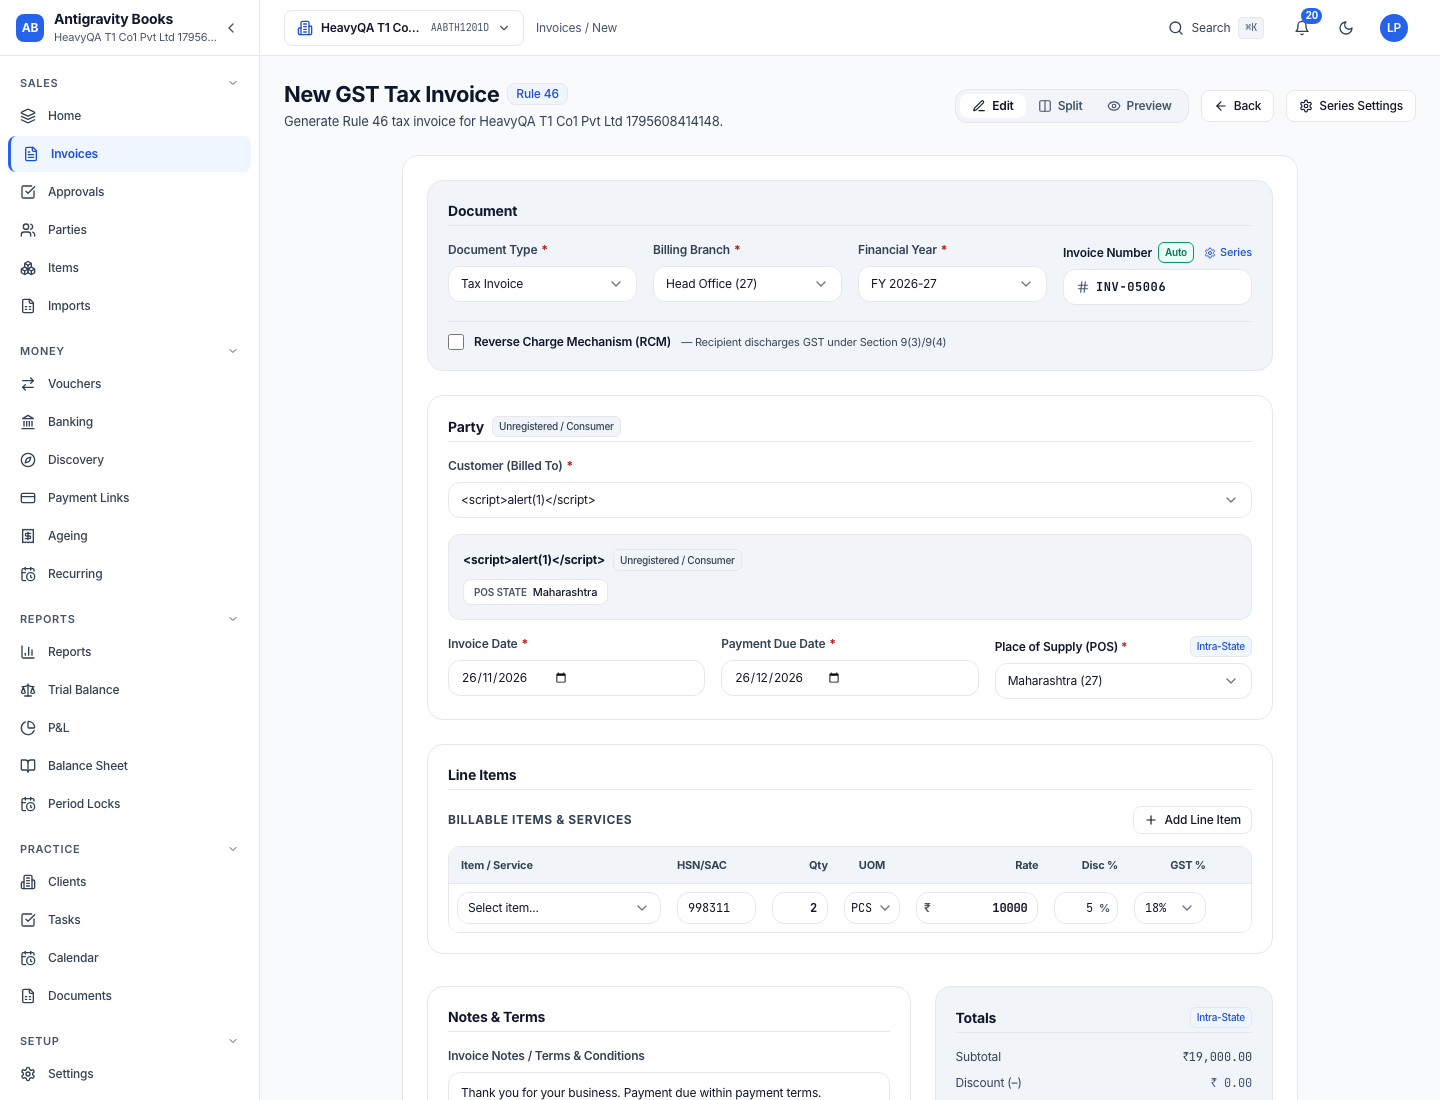 AB
Antigravity Books
HeavyQA T1 Co1 Pvt Ltd 17956...
SALES
Home
Invoices
Approvals
Parties
Items
Imports
MONEY
Vouchers
Banking
Discovery
Payment Links
Ageing
Recurring
REPORTS
Reports
Trial Balance
P&L
Balance Sheet
Period Locks
PRACTICE
Clients
Tasks
Calendar
Documents
SETUP
Settings
HeavyQA T1 Co... AABTH1201D
Invoices / New
Search ⌘K
20
LP
New GST Tax Invoice Rule 46
Generate Rule 46 tax invoice for HeavyQA T1 Co1 Pvt Ltd 1795608414148.
Edit Split Preview
Back
Series Settings
Document
Document Type * Billing Branch * Financial Year * Invoice Number Auto Series
Tax Invoice Head Office (27) FY 2026-27 # INV-05006
Reverse Charge Mechanism (RCM) — Recipient discharges GST under Section 9(3)/9(4)
Party Unregistered / Consumer
Customer (Billed To) *
<script>alert(1)</script>
<script>alert(1)</script> Unregistered / Consumer
POS STATE Maharashtra
Invoice Date * Payment Due Date * Place of Supply (POS) * Intra-State
26/11/2026 26/12/2026 Maharashtra (27)
Line Items
BILLABLE ITEMS & SERVICES
+ Add Line Item
Item / Service HSN/SAC Qty UOM Rate Disc % GST %
Select item... 998311 2 PCS ₹ 10000 5 % 18%
Notes & Terms
Invoice Notes / Terms & Conditions
Thank you for your business. Payment due within payment terms.
Totals Intra-State
Subtotal ₹19,000.00
Discount (–) ₹ 0.00